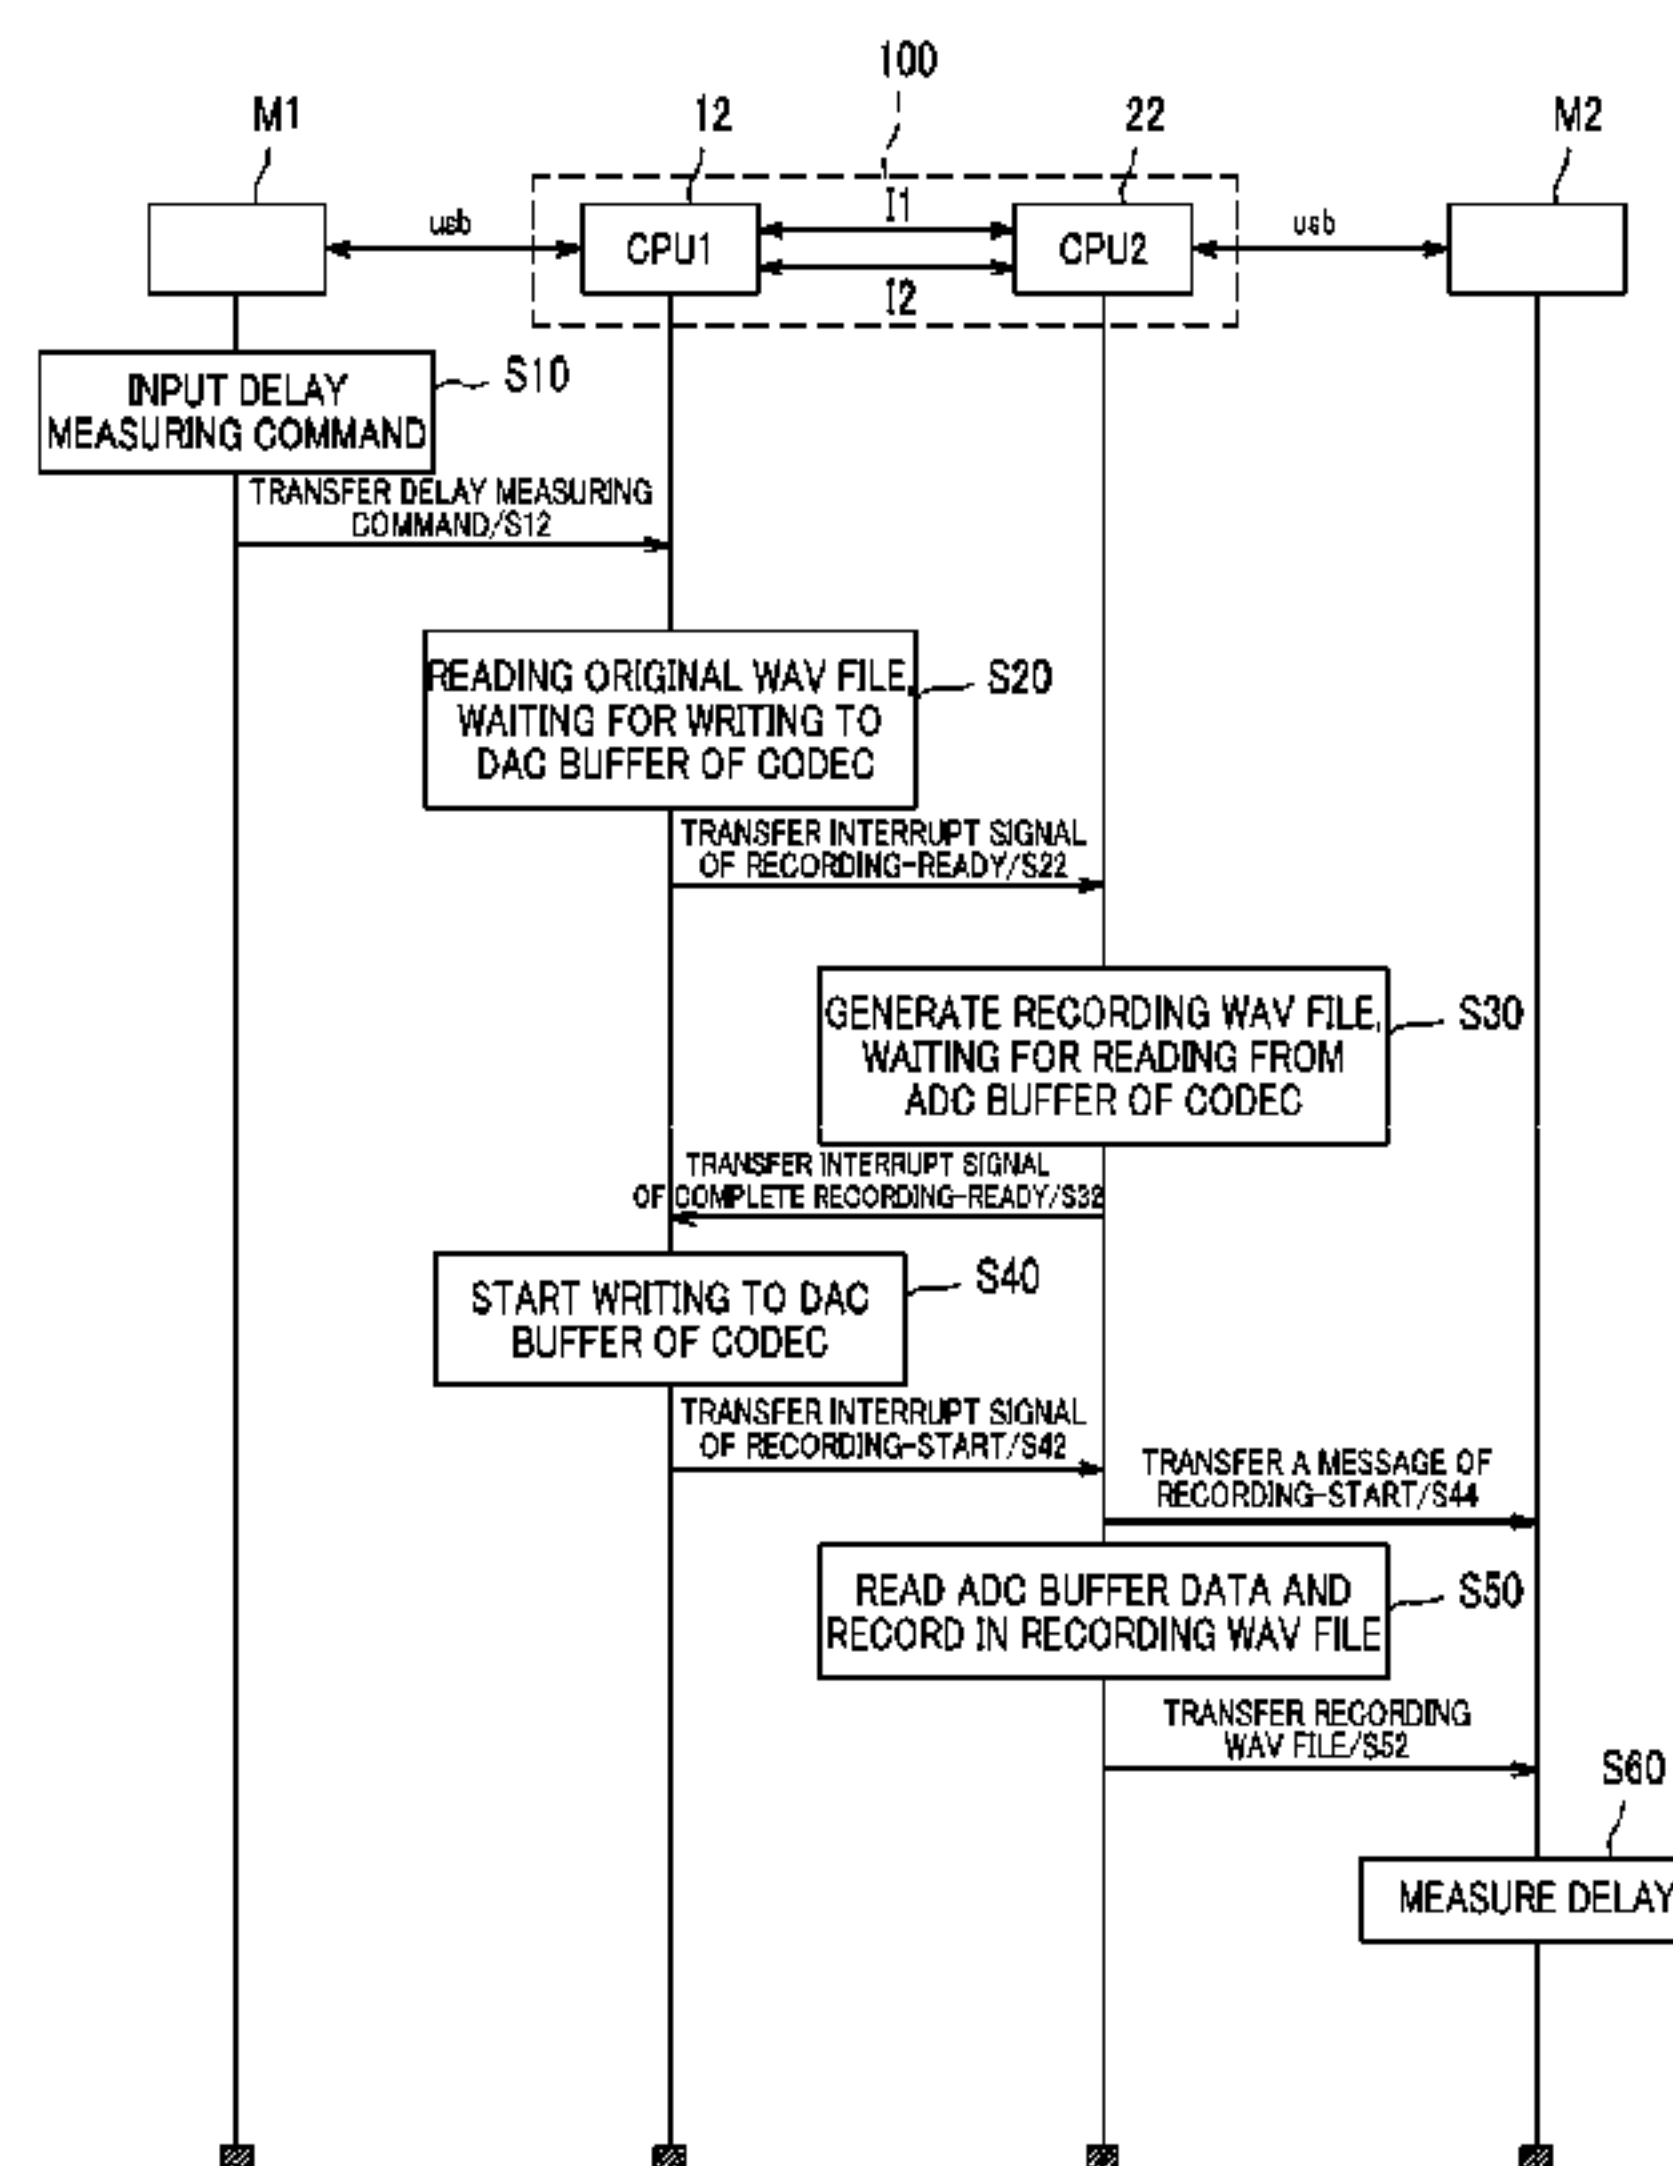 100
M1
12
22
M2
I1
usb
CPU1
CPU2
usb
I2
INPUT DELAY
MEASURING COMMAND
S10
TRANSFER DELAY MEASURING
COMMAND/S12
READING ORIGINAL WAV FILE,
WAITING FOR WRITING TO
DAC BUFFER OF CODEC
S20
TRANSFER INTERRUPT SIGNAL
OF RECORDING-READY/S22
GENERATE RECORDING WAV FILE,
WAITING FOR READING FROM
ADC BUFFER OF CODEC
S30
TRANSFER INTERRUPT SIGNAL
OF COMPLETE RECORDING-READY/S32
START WRITING TO DAC
BUFFER OF CODEC
S40
TRANSFER INTERRUPT SIGNAL
OF RECORDING-START/S42
TRANSFER A MESSAGE OF
RECORDING-START/S44
READ ADC BUFFER DATA AND
RECORD IN RECORDING WAV FILE
S50
TRANSFER RECORDING
WAV FILE/S52
S60
MEASURE DELAY